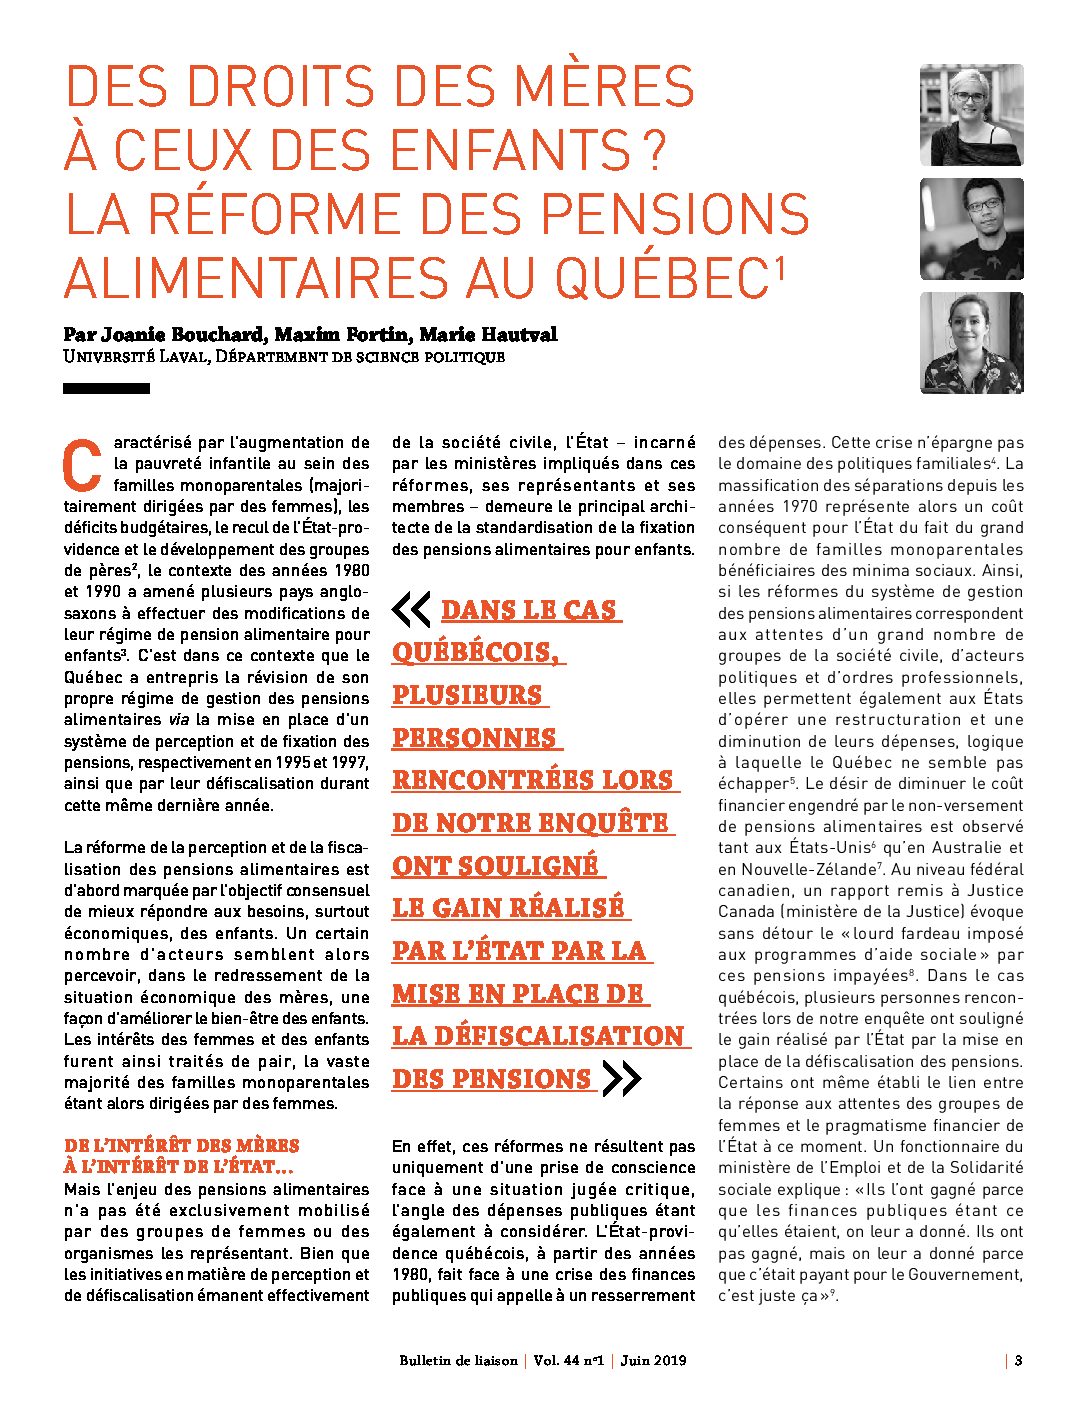 DES DROITS DES MÈRES
À CEUX DES ENFANTS ?
LA RÉFORME DES PENSIONS
ALIMENTAIRES AU QUÉBEC¹
Par Joanie Bouchard, Maxim Fortin, Marie Hautval
Université Laval, Département de science politique
Caractérisé par l'augmentation de
la pauvreté infantile au sein des
familles monoparentales (majori-
tairement dirigées par des femmes), les
déficits budgétaires, le recul de l'État-pro-
vidence et le développement des groupes
de pères², le contexte des années 1980
et 1990 a amené plusieurs pays anglo-
saxons à effectuer des modifications de
leur régime de pension alimentaire pour
enfants³. C'est dans ce contexte que le
Québec a entrepris la révision de son
propre régime de gestion des pensions
alimentaires via la mise en place d'un
système de perception et de fixation des
pensions, respectivement en 1995 et 1997,
ainsi que par leur défiscalisation durant
cette même dernière année.
La réforme de la perception et de la fisca-
lisation des pensions alimentaires est
d'abord marquée par l'objectif consensuel
de mieux répondre aux besoins, surtout
économiques, des enfants. Un certain
nombre d'acteurs semblent alors
percevoir, dans le redressement de la
situation économique des mères, une
façon d'améliorer le bien-être des enfants.
Les intérêts des femmes et des enfants
furent ainsi traités de pair, la vaste
majorité des familles monoparentales
étant alors dirigées par des femmes.
DE L'INTÉRÊT DES MÈRES
À L'INTÉRÊT DE L'ÉTAT...
Mais l'enjeu des pensions alimentaires
n'a pas été exclusivement mobilisé
par des groupes de femmes ou des
organismes les représentant. Bien que
les initiatives en matière de perception et
de défiscalisation émanent effectivement
de la société civile, l'État – incarné
par les ministères impliqués dans ces
réformes, ses représentants et ses
membres – demeure le principal archi-
tecte de la standardisation de la fixation
des pensions alimentaires pour enfants.
« DANS LE CAS
QUÉBÉCOIS,
PLUSIEURS
PERSONNES
RENCONTRÉES LORS
DE NOTRE ENQUÊTE
ONT SOULIGNÉ
LE GAIN RÉALISÉ
PAR L'ÉTAT PAR LA
MISE EN PLACE DE
LA DÉFISCALISATION
DES PENSIONS »
En effet, ces réformes ne résultent pas
uniquement d'une prise de conscience
face à une situation jugée critique,
l'angle des dépenses publiques étant
également à considérer. L'État-provi-
dence québécois, à partir des années
1980, fait face à une crise des finances
publiques qui appelle à un resserrement
des dépenses. Cette crise n'épargne pas
le domaine des politiques familiales⁴. La
massification des séparations depuis les
années 1970 représente alors un coût
conséquent pour l'État du fait du grand
nombre de familles monoparentales
bénéficiaires des minima sociaux. Ainsi,
si les réformes du système de gestion
des pensions alimentaires correspondent
aux attentes d'un grand nombre de
groupes de la société civile, d'acteurs
politiques et d'ordres professionnels,
elles permettent également aux États
d'opérer une restructuration et une
diminution de leurs dépenses, logique
à laquelle le Québec ne semble pas
échapper⁵. Le désir de diminuer le coût
financier engendré par le non-versement
de pensions alimentaires est observé
tant aux États-Unis⁶ qu'en Australie et
en Nouvelle-Zélande⁷. Au niveau fédéral
canadien, un rapport remis à Justice
Canada (ministère de la Justice) évoque
sans détour le « lourd fardeau imposé
aux programmes d'aide sociale » par
ces pensions impayées⁸. Dans le cas
québécois, plusieurs personnes rencon-
trées lors de notre enquête ont souligné
le gain réalisé par l'État par la mise en
place de la défiscalisation des pensions.
Certains ont même établi le lien entre
la réponse aux attentes des groupes de
femmes et le pragmatisme financier de
l'État à ce moment. Un fonctionnaire du
ministère de l'Emploi et de la Solidarité
sociale explique : « Ils l'ont gagné parce
que les finances publiques étant ce
qu'elles étaient, on leur a donné. Ils ont
pas gagné, mais on leur a donné parce
que c'était payant pour le Gouvernement,
c'est juste ça »⁹.
Bulletin de liaison | Vol. 44 nº1 | Juin 2019
| 3